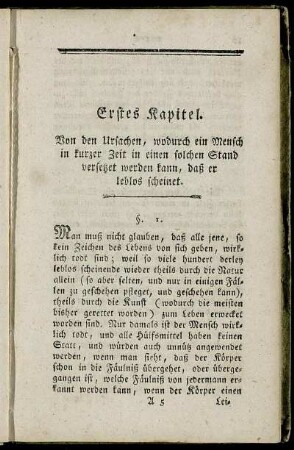 Erstes Kapitel.
Von den Ursachen, wodurch ein Mensch
in kurzer Zeit in einen solchen Stand
versetzet werden kann, daß er
leblos scheinet.
§. 1.
Man muß nicht glauben, daß alle jene, so
kein Zeichen des Lebens von sich geben, wirk-
lich todt sind; weil so viele hundert derley
leblos scheinende wieder theils durch die Natur
allein (so aber selten, und nur in einigen Fäl-
len zu geschehen pfleget, und geschehen kann),
theils durch die Kunst (wodurch die meisten
bisher gerettet worden) zum Leben erwecket
worden sind. Nur damals ist der Mensch wirk-
lich todt, und alle Hülfsmittel haben keinen
Statt, und würden auch unnütz angewendet
werden, wenn man sieht, daß der Körper
schon in die Fäulniß übergehet, oder überge-
gangen ist, welche Fäulniß von jedermann er-
kannt werden kann, wenn der Körper einen
A 5 Lei-